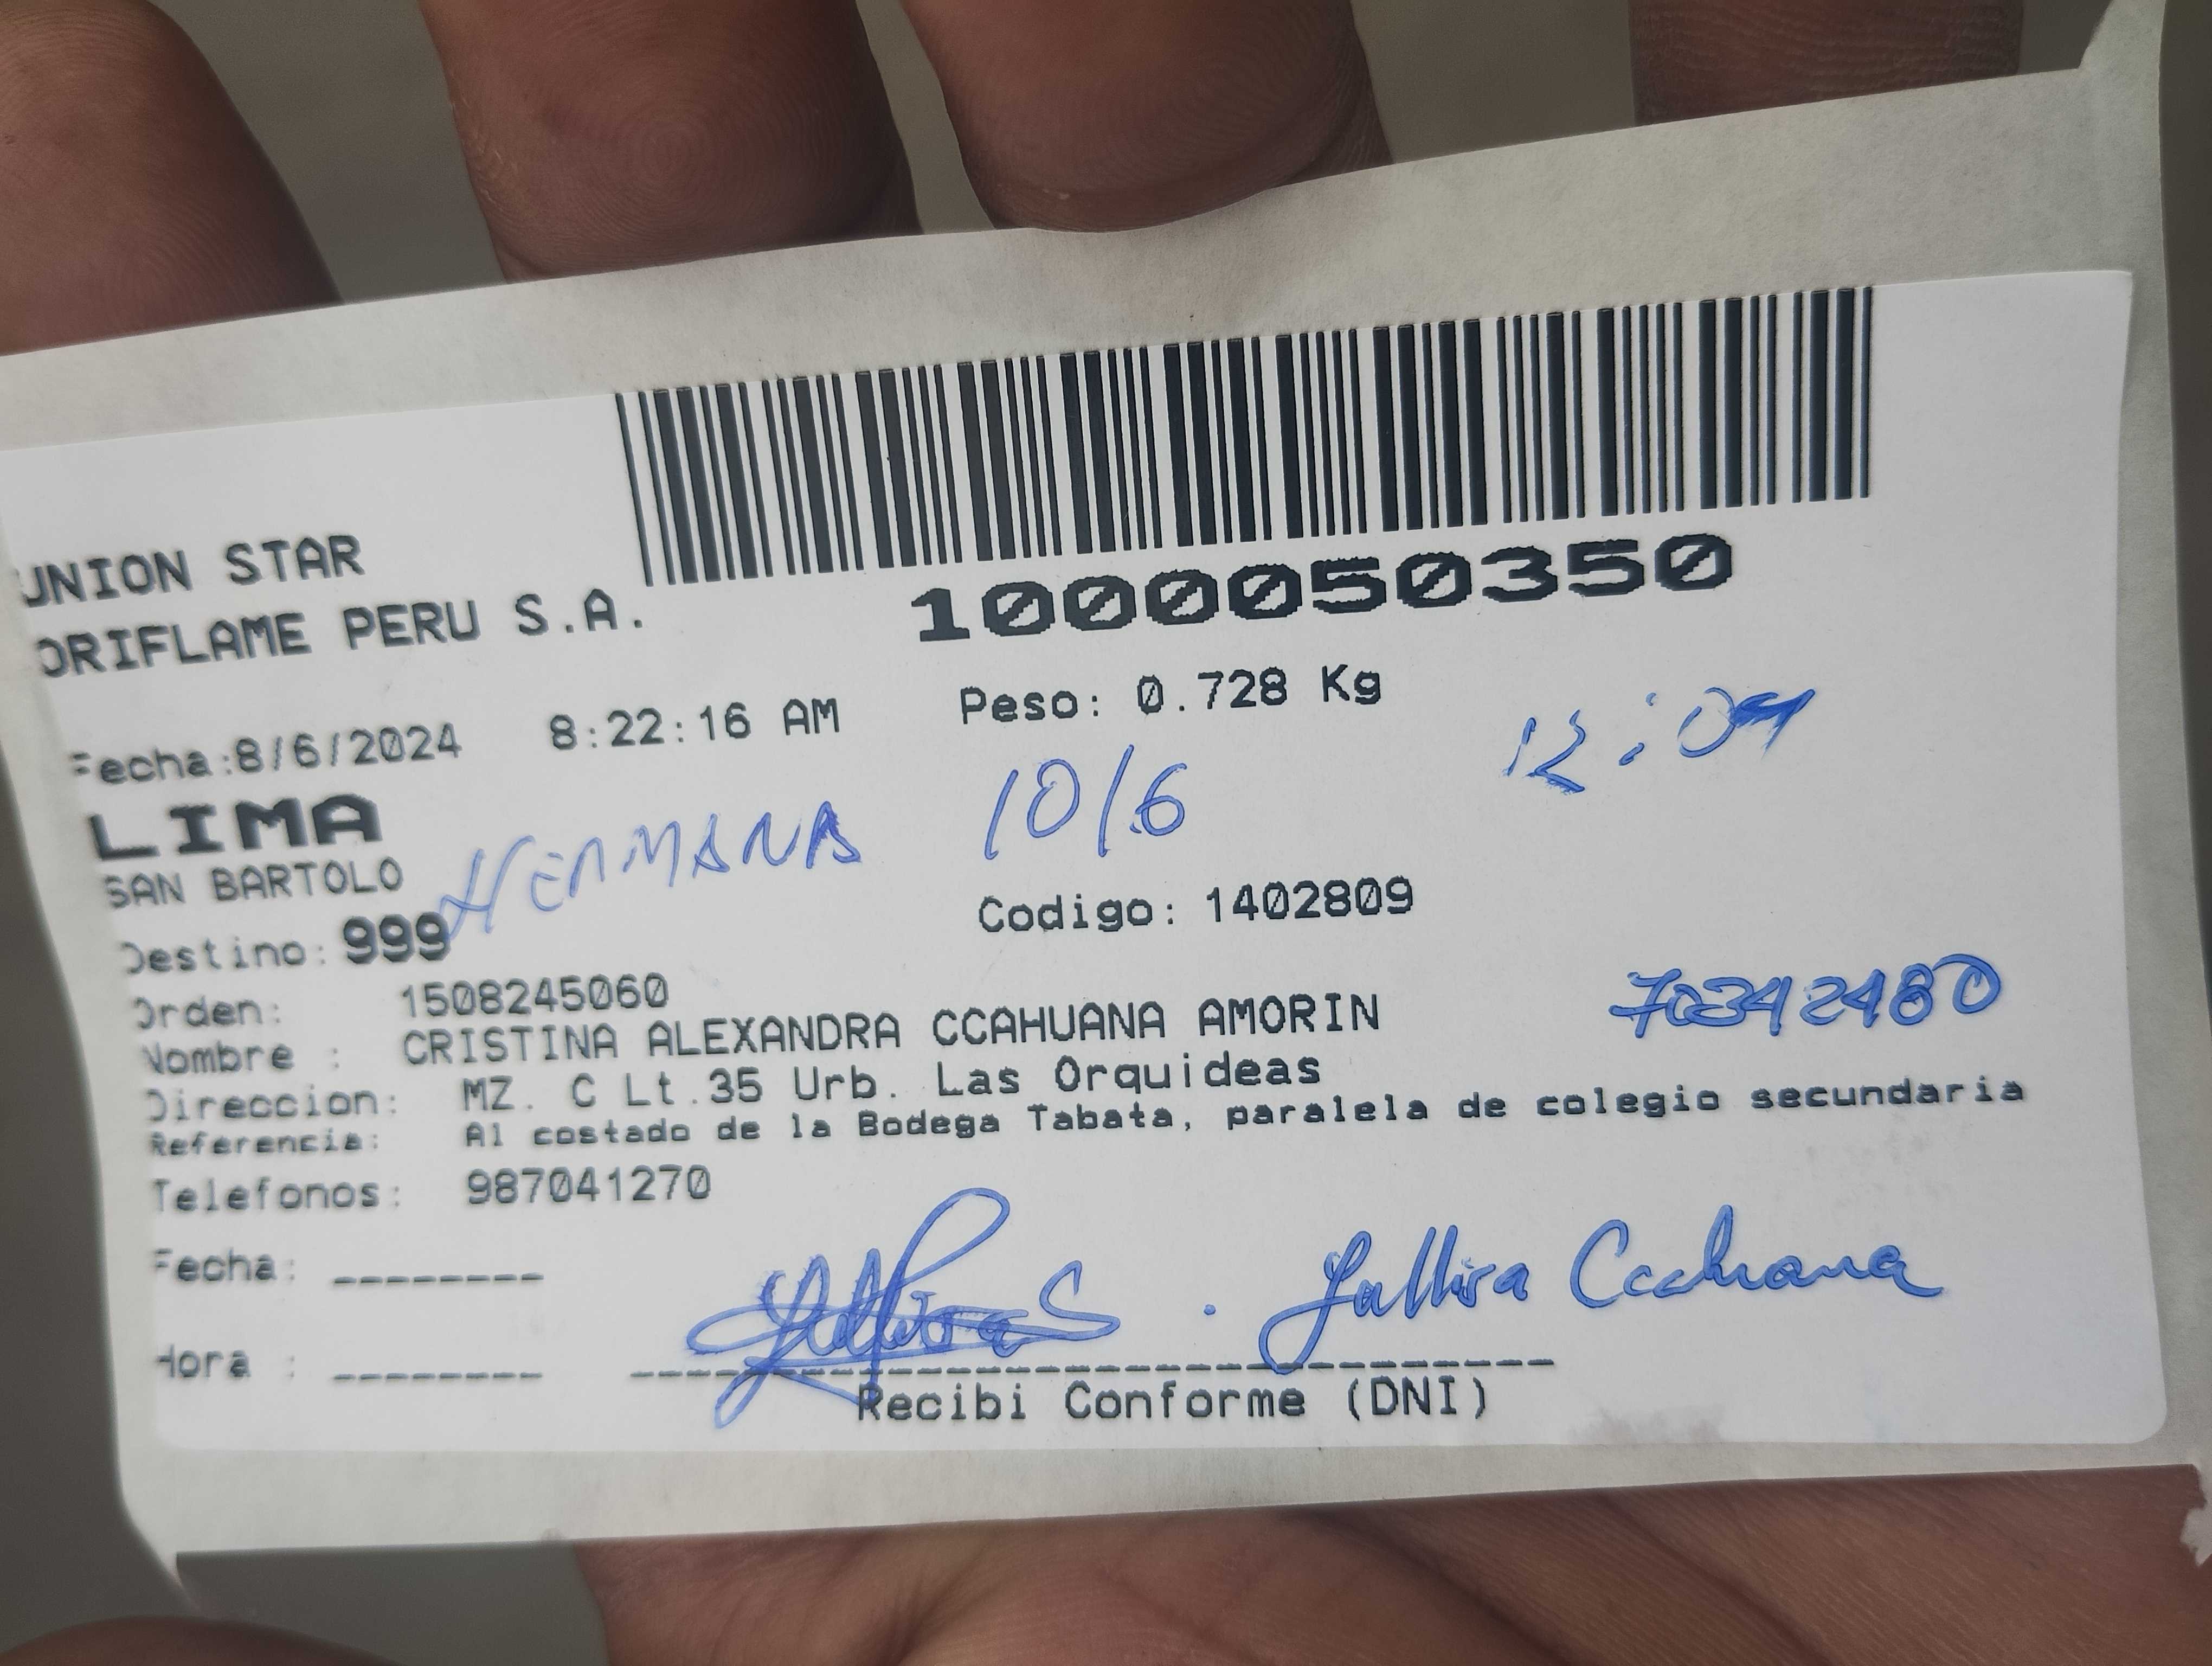 UNION STAR
ORIFLAME PERU S.A.
1000050350
Fecha:8/6/2024 8:22:16 AM Peso: 0.728 Kg
12:09
LIMA
HERMANA 10/6
SAN BARTOLO
Destino: 999 Codigo: 1402809
Orden: 1508245060
70342480
Nombre : CRISTINA ALEXANDRA CCAHUANA AMORIN
Direccion: MZ. C Lt.35 Urb. Las Orquideas
Referencia: Al costado de la Bodega Tabata, paralela de colegio secundaria
Telefonos: 987041270
Fecha: --------
Ccahuana
Hora : --------
Recibi Conforme (DNI)